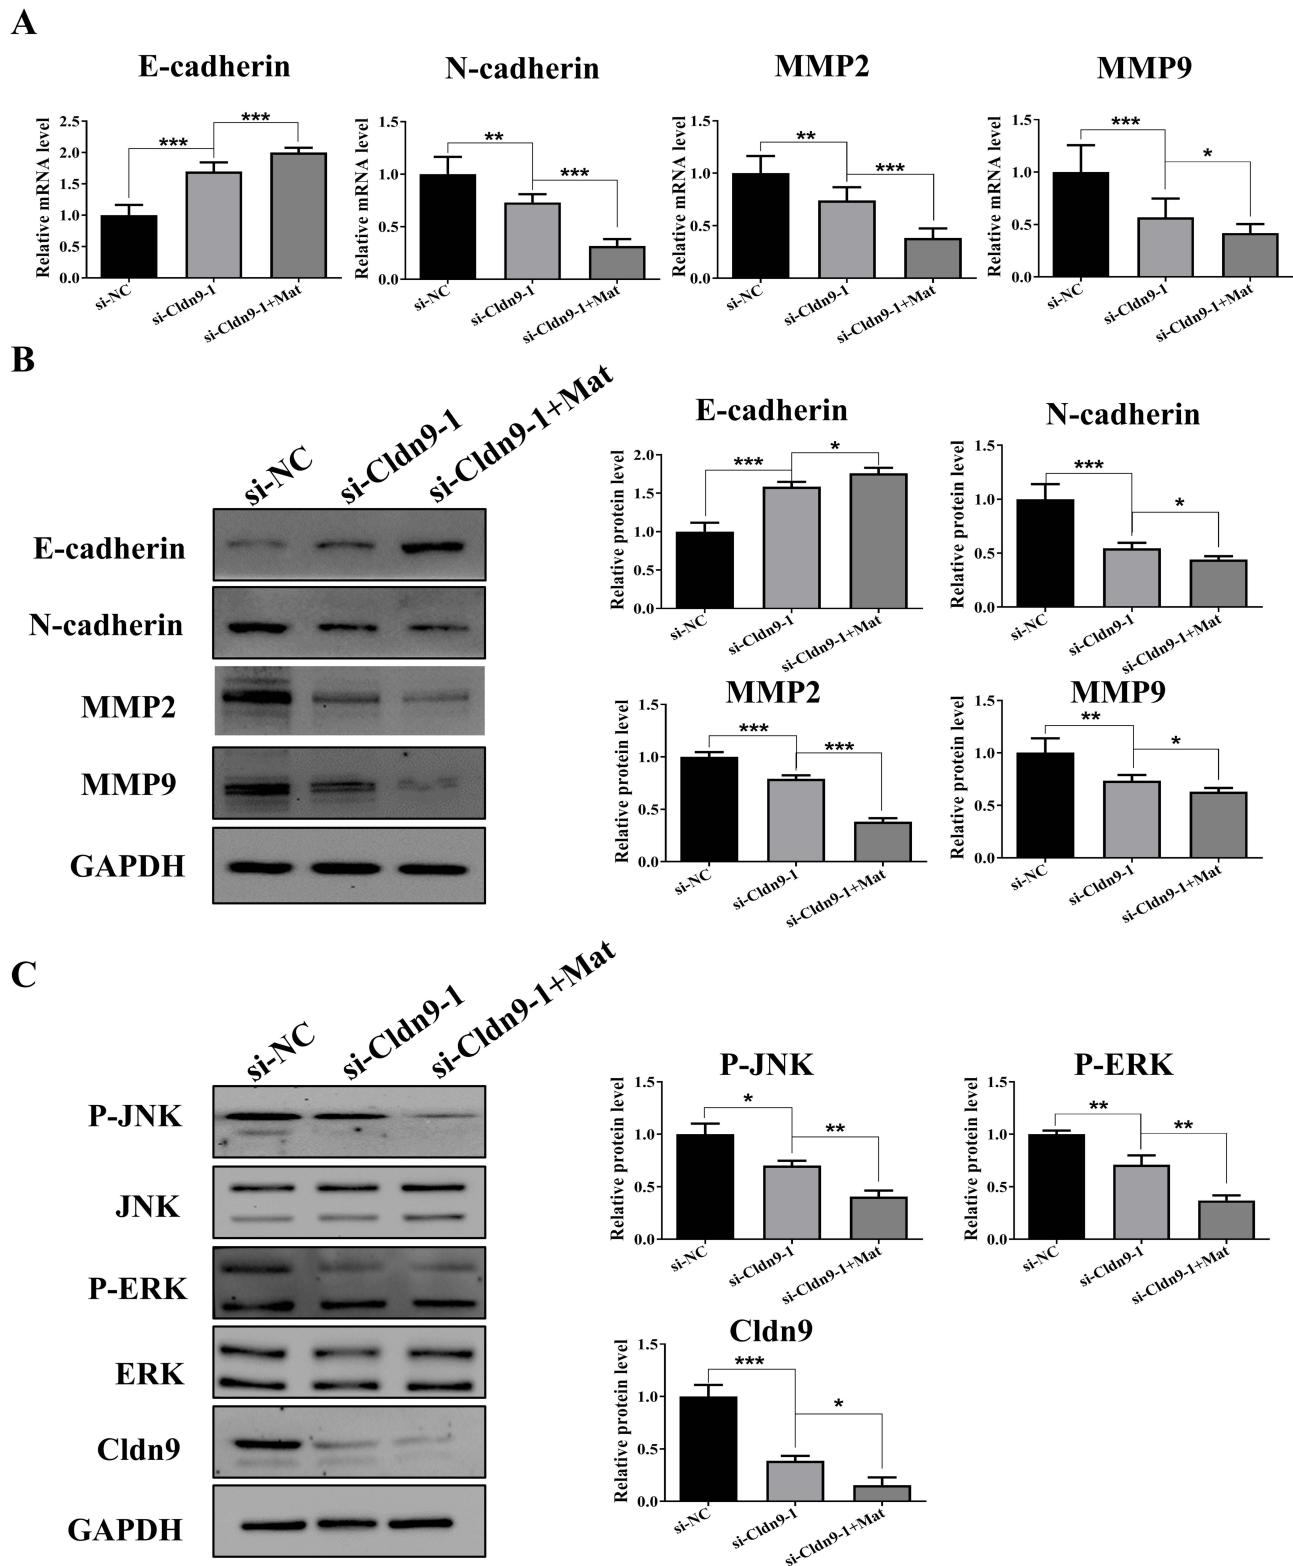 A
E-cadherin
N-cadherin
MMP2
MMP9
Relative mRNA level
2.5
2.0
1.5
1.0
0.5
0.0
***
***
si-NC
si-Cldn9-1
si-Cldn9-1+Mat
Relative mRNA level
1.5
1.0
0.5
0.0
**
***
si-NC
si-Cldn9-1
si-Cldn9-1+Mat
Relative mRNA level
1.5
1.0
0.5
0.0
**
***
si-NC
si-Cldn9-1
si-Cldn9-1+Mat
Relative mRNA level
1.5
1.0
0.5
0.0
***
*
si-NC
si-Cldn9-1
si-Cldn9-1+Mat
B
si-NC
si-Cldn9-1
si-Cldn9-1+Mat
E-cadherin
N-cadherin
MMP2
MMP9
GAPDH
E-cadherin
Relative protein level
2.0
1.5
1.0
0.5
0.0
***
*
si-NC
si-Cldn9-1
si-Cldn9-1+Mat
N-cadherin
Relative protein level
1.5
1.0
0.5
0.0
***
*
si-NC
si-Cldn9-1
si-Cldn9-1+Mat
MMP2
Relative protein level
1.5
1.0
0.5
0.0
***
***
si-NC
si-Cldn9-1
si-Cldn9-1+Mat
MMP9
Relative protein level
1.5
1.0
0.5
0.0
**
*
si-NC
si-Cldn9-1
si-Cldn9-1+Mat
C
si-NC
si-Cldn9-1
si-Cldn9-1+Mat
P-JNK
JNK
P-ERK
ERK
Cldn9
GAPDH
P-JNK
Relative protein level
1.5
1.0
0.5
0.0
*
**
si-NC
si-Cldn9-1
si-Cldn9-1+Mat
P-ERK
Relative protein level
1.5
1.0
0.5
0.0
**
**
si-NC
si-Cldn9-1
si-Cldn9-1+Mat
Cldn9
Relative protein level
1.5
1.0
0.5
0.0
***
*
si-NC
si-Cldn9-1
si-Cldn9-1+Mat